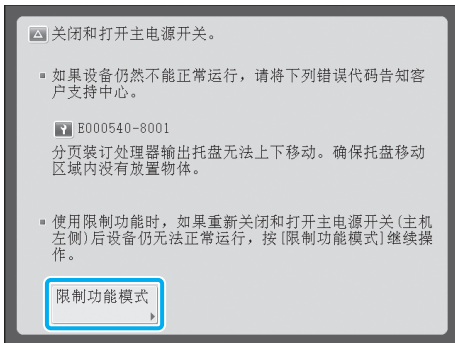 关闭和打开主电源开关。
如果设备仍然不能正常运行，请将下列错误代码告知客
户支持中心。
E000540-8001
分页装订处理器输出托盘无法上下移动。确保托盘移动
区域内没有放置物体。
使用限制功能时，如果重新关闭和打开主电源开关(主机
左侧)后设备仍无法正常运行，按[限制功能模式]继续操
作。
限制功能模式